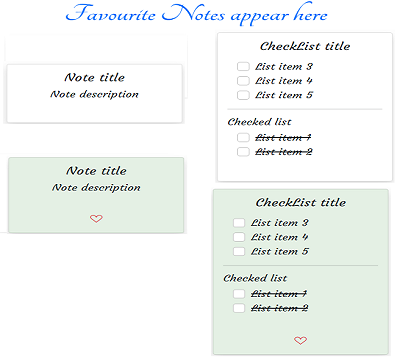 Favourite Notes appear here
Note title
Note description
Note title
Note description
CheckList title
List item 3
List item 4
List item 5
Checked list
List item 1
List item 2
CheckList title
List item 3
List item 4
List item 5
Checked list
List item 1
List item 2